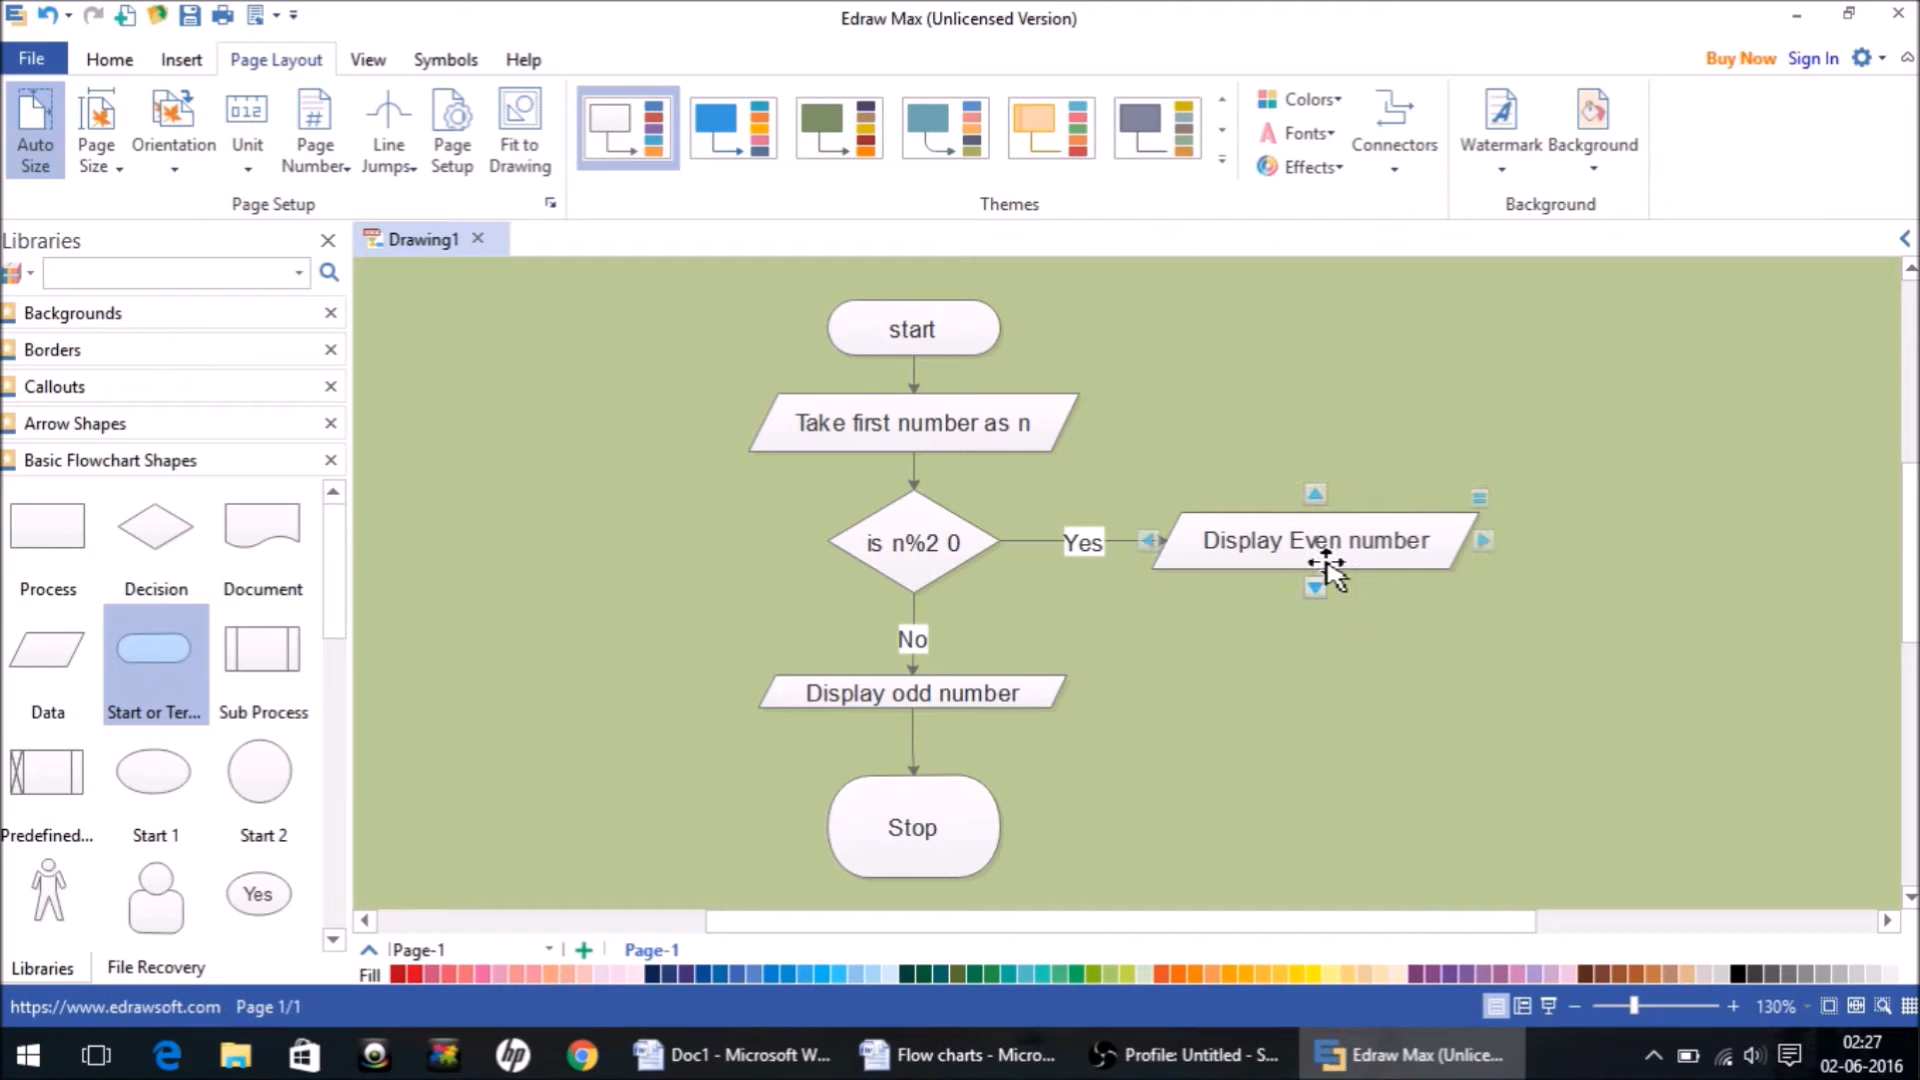 Edraw Max (Unlicensed Version)
File Home Insert Page Layout View Symbols Help
Buy Now Sign In
Auto Size
Page Size
Orientation
Unit
012
Page Number
Line Jumps
Page Setup
Fit to Drawing
Colors
Fonts
Effects
Connectors
Watermark
Background
Page Setup
Themes
Background
Libraries
Drawing1
Backgrounds
Borders
Callouts
Arrow Shapes
Basic Flowchart Shapes
Process Decision Document
Data Start or Ter... Sub Process
Predefined... Start 1 Start 2
Yes
Libraries File Recovery
start
Take first number as n
is n%2 0
Yes
Display Even number
No
Display odd number
Stop
Page-1 Page-1
Fill
https://www.edrawsoft.com Page 1/1
130%
Doc1 - Microsoft W...
Flow charts - Micro...
Profile: Untitled - S...
Edraw Max (Unlice...
02:27
02-06-2016